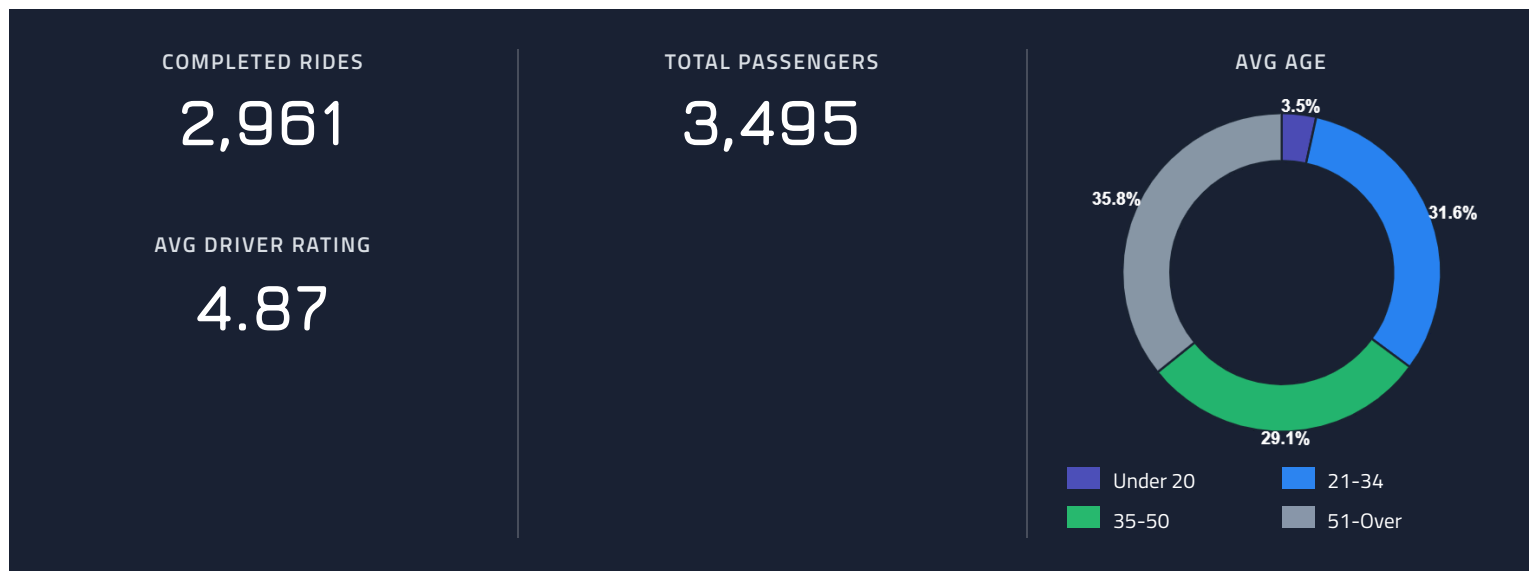 COMPLETED RIDES
2,961
AVG DRIVER RATING
4.87
TOTAL PASSENGERS
3,495
AVG AGE
3.5%
35.8%
31.6%
29.1%
Under 20
21-34
35-50
51-Over